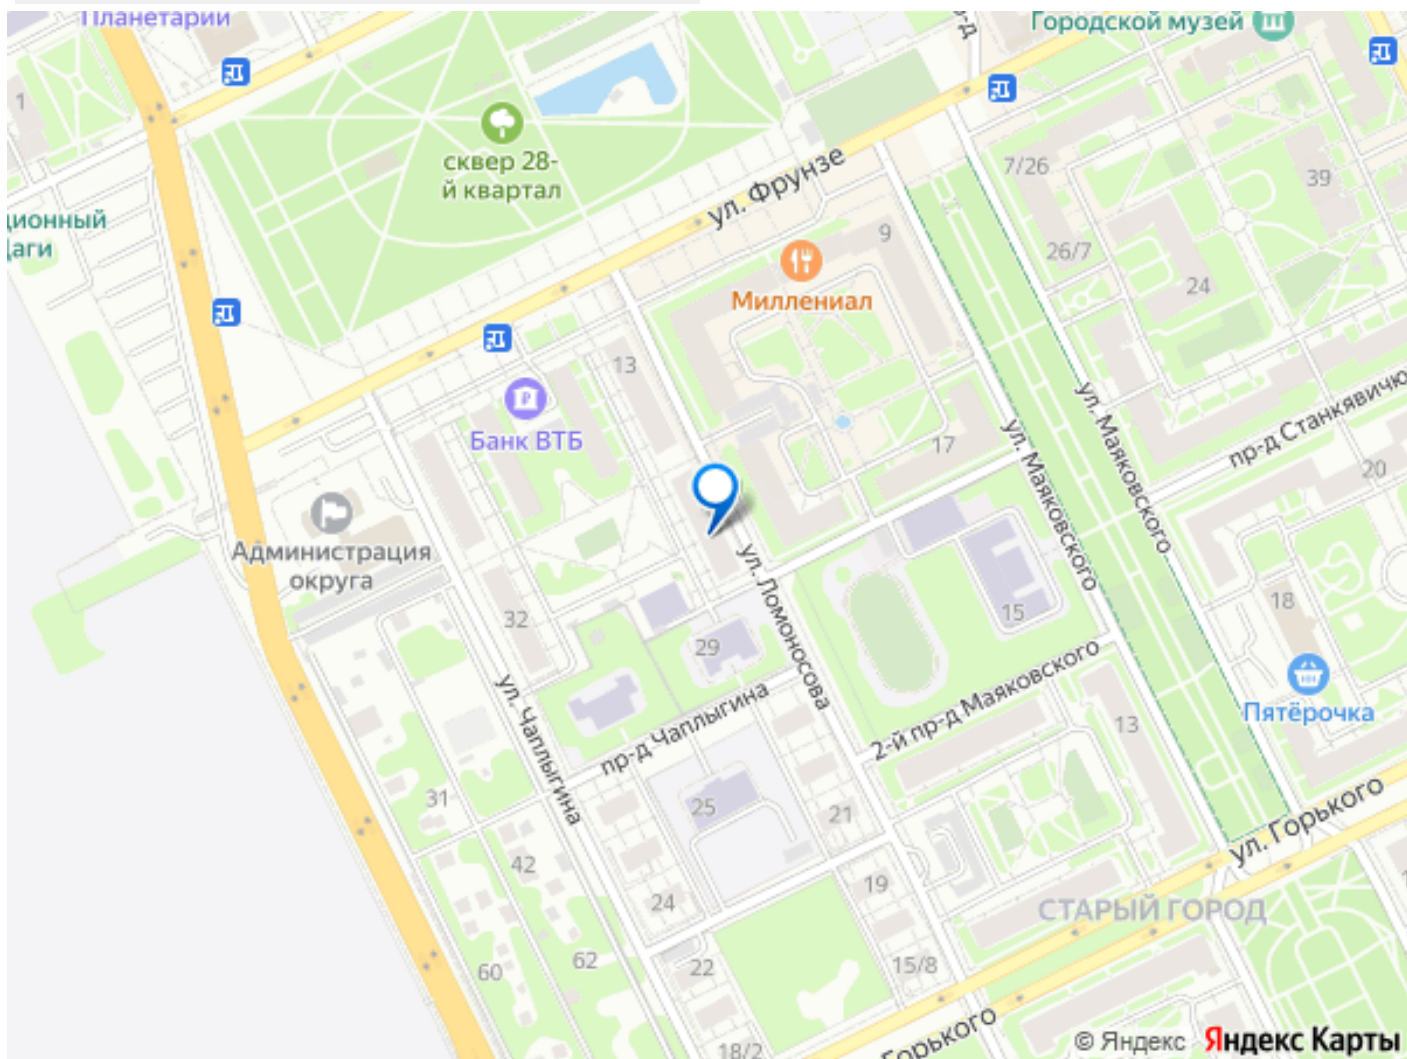 Планетарий
Городской музей
1
сквер 28-
й квартал
ул. Фрунзе
7/26
39
ционный
9
26/7
24
Миллениал
13
Банк ВТБ
17
ул. Маяковского
ул. Маяковского
пр-д Станкявичю
20
Администрация
округа
ул. Ломоносова
32
29
15
18
ул. Чаплыгина
пр-д Чаплыгина
2-й пр-д Маяковского
13
Пятёрочка
31
25
21
ул. Горького
42
19
24
СТАРЫЙ ГОРОД
60
62
22
15/8
18/2
Горького
© Яндекс Яндекс Карты